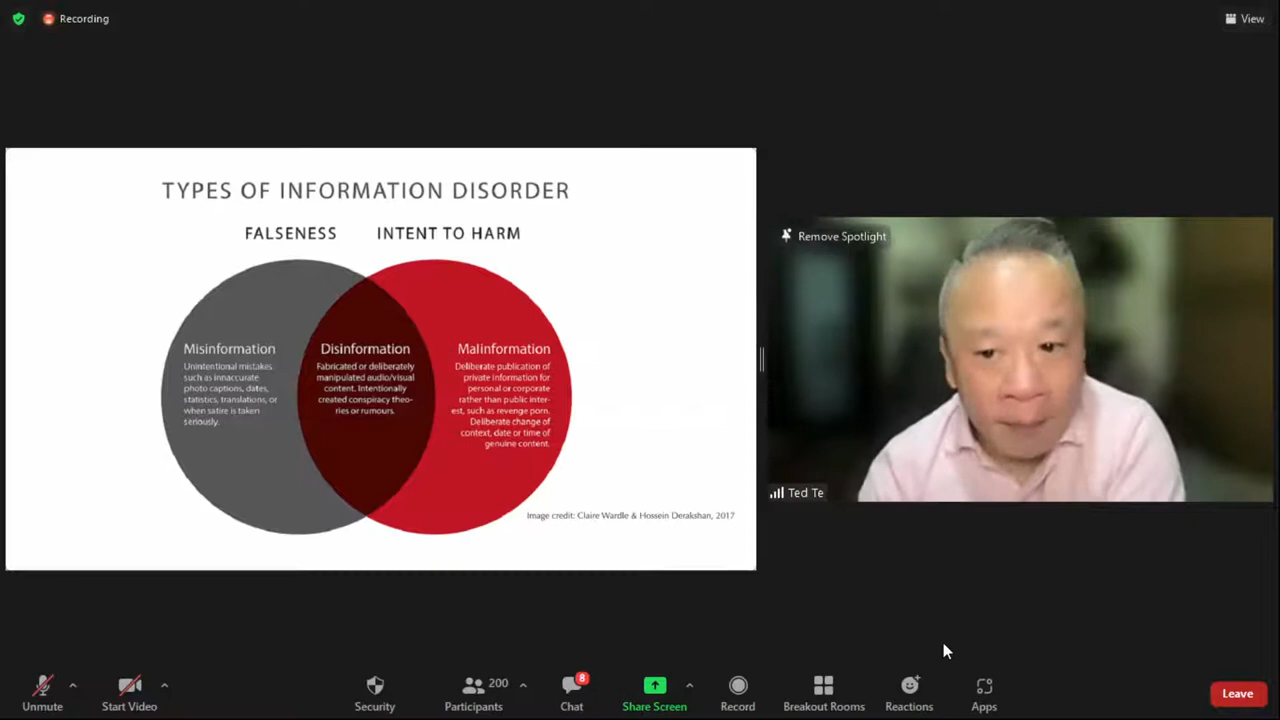 Recording
View
TYPES OF INFORMATION DISORDER
FALSENESS
INTENT TO HARM
Misinformation
Unintentional mistakes
such as innaccurate
photo captions, dates,
statistics, translations, or
when satire is taken
seriously.
Disinformation
Fabricated or deliberately
manipulated audio/visual
content. Intentionally
created conspiracy theo-
ries or rumours.
Malinformation
Deliberate publication of
private information for
personal or corporate
rather than public inter-
est, such as revenge porn.
Deliberate change of
context, date or time of
genuine content.
Image credit: Claire Wardle & Hossein Derakshan, 2017
Remove Spotlight
Ted Te
Unmute
Start Video
Security
200
Participants
8
Chat
Share Screen
Record
Breakout Rooms
Reactions
Apps
Leave